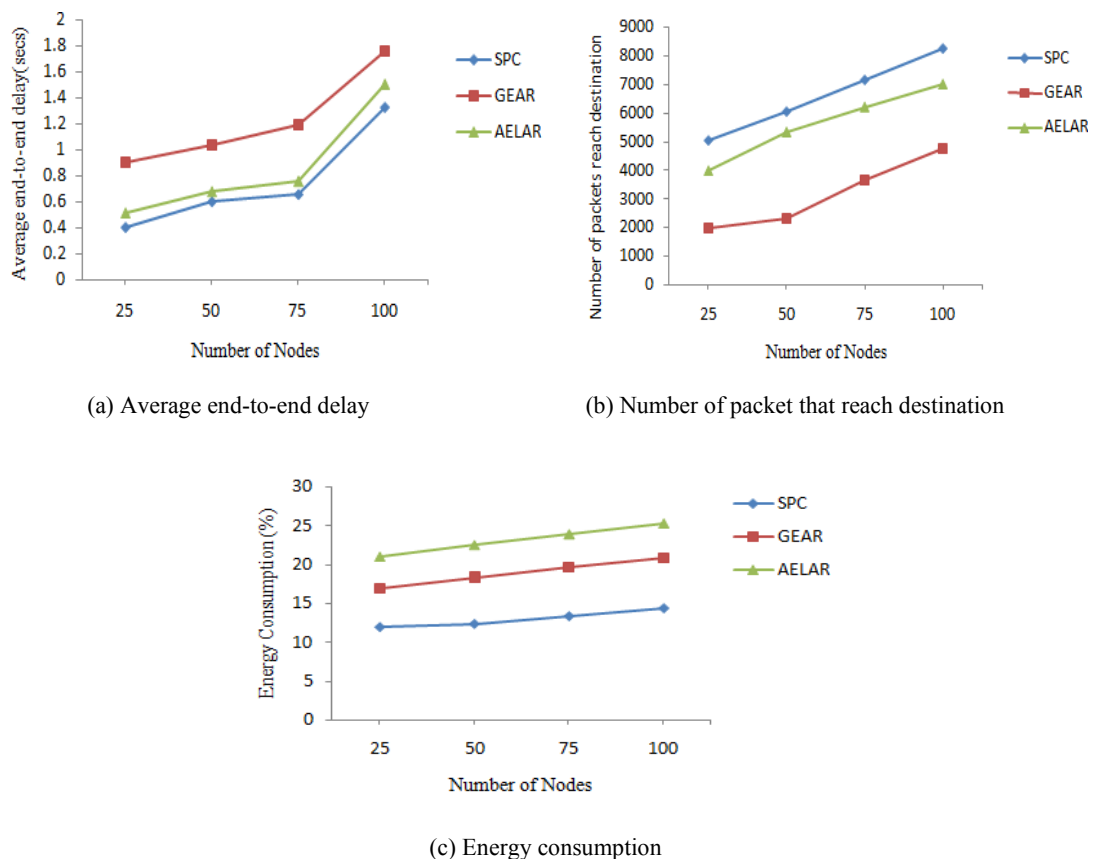 2
1.8
1.6
1.4
1.2
1
0.8
0.6
0.4
0.2
0
Average end-to-end delay(secs)
25 50 75 100
Number of Nodes
SPC
GEAR
AELAR
(a) Average end-to-end delay
9000
8000
7000
6000
5000
4000
3000
2000
1000
0
Number of packets reach destination
25 50 75 100
Number of Nodes
SPC
GEAR
AELAR
(b) Number of packet that reach destination
30
25
20
15
10
5
0
Energy Consumption (%)
25 50 75 100
Number of Nodes
SPC
GEAR
AELAR
(c) Energy consumption